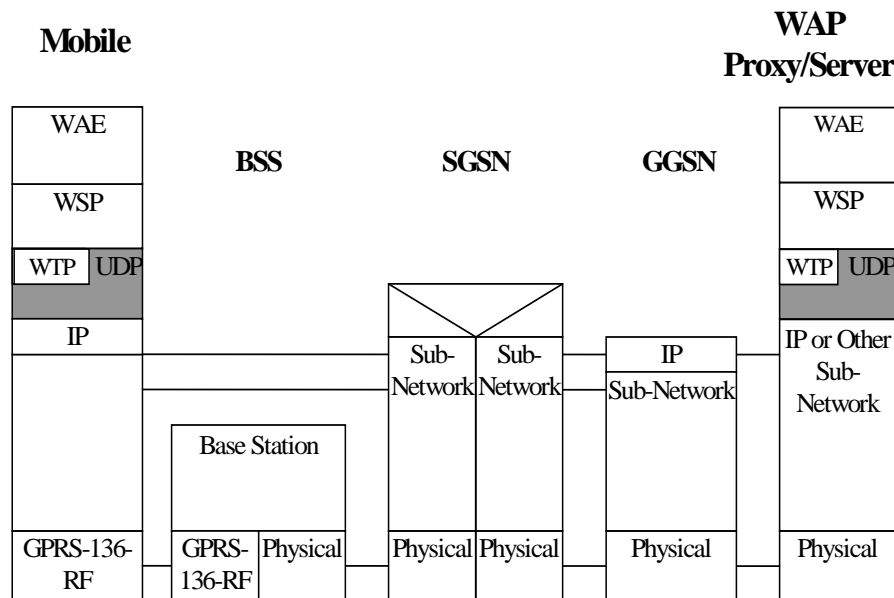 Mobile
WAP
Proxy/Server
WAE
WSP
WTP UDP
IP
GPRS-136-
RF
BSS
Base Station
GPRS-
136-RF
Physical
SGSN
Sub-
Network
Sub-
Network
Physical
Physical
GGSN
IP
Sub-Network
Physical
WAE
WSP
WTP UDP
IP or Other
Sub-
Network
Physical